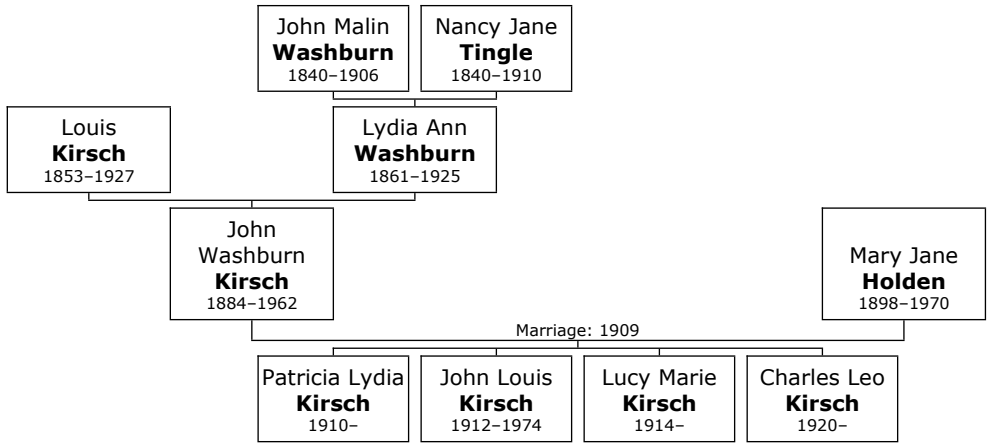 John Malin
Washburn
1840–1906
Nancy Jane
Tingle
1840–1910
Louis
Kirsch
1853–1927
Lydia Ann
Washburn
1861–1925
John
Washburn
Kirsch
1884–1962
Mary Jane
Holden
1898–1970
Marriage: 1909
Patricia Lydia
Kirsch
1910–
John Louis
Kirsch
1912–1974
Lucy Marie
Kirsch
1914–
Charles Leo
Kirsch
1920–